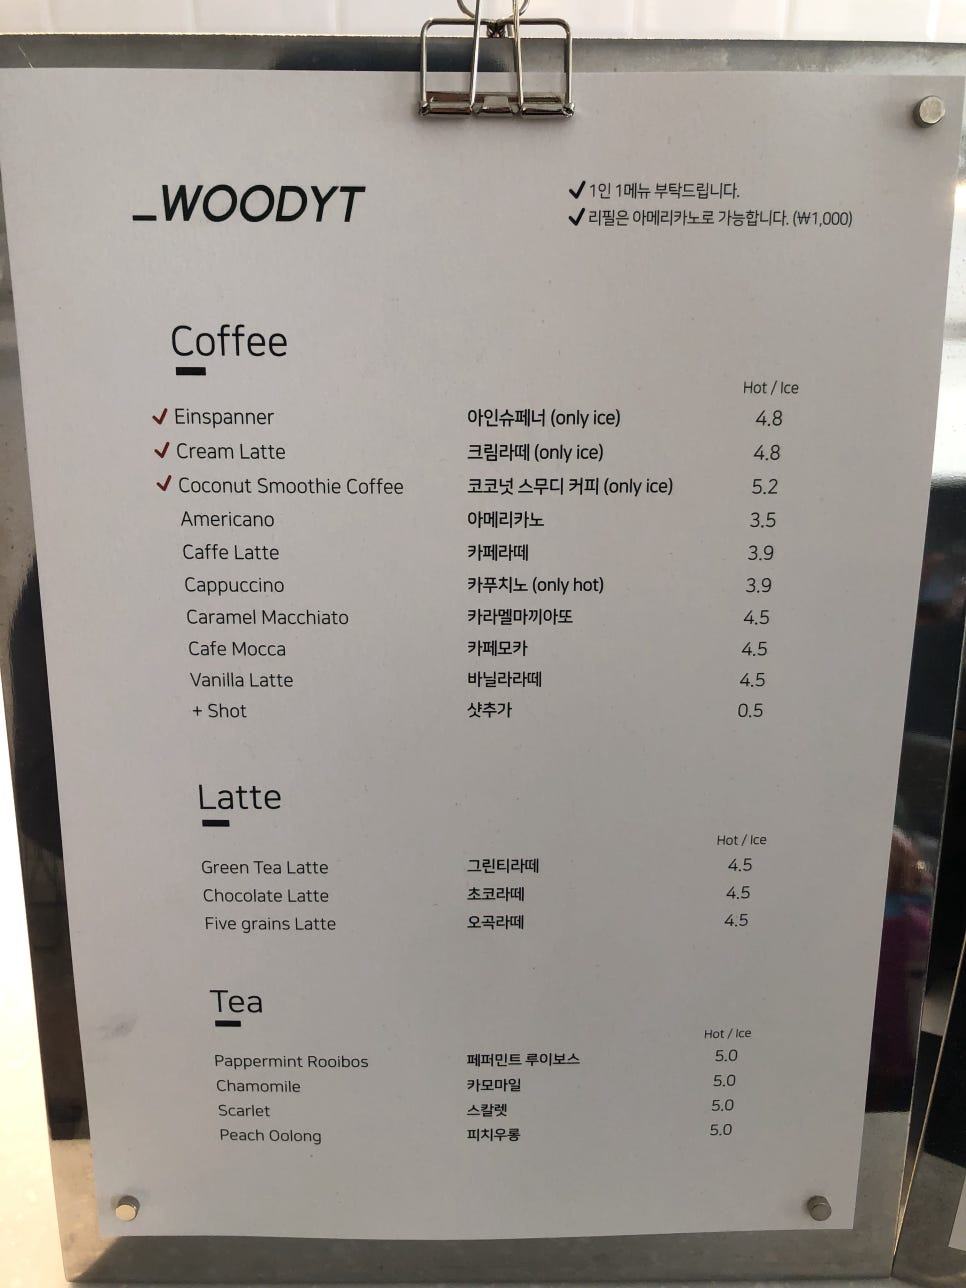 _WOODYT
✓ 1인 1메뉴 부탁드립니다.
✓ 리필은 아메리카노로 가능합니다. (₩1,000)
Coffee
Hot / Ice
✓ Einspanner 아인슈페너 (only ice) 4.8
✓ Cream Latte 크림라떼 (only ice) 4.8
✓ Coconut Smoothie Coffee 코코넛 스무디 커피 (only ice) 5.2
Americano 아메리카노 3.5
Caffe Latte 카페라떼 3.9
Cappuccino 카푸치노 (only hot) 3.9
Caramel Macchiato 카라멜마끼아또 4.5
Cafe Mocca 카페모카 4.5
Vanilla Latte 바닐라라떼 4.5
+ Shot 샷추가 0.5
Latte
Hot / Ice
Green Tea Latte 그린티라떼 4.5
Chocolate Latte 초코라떼 4.5
Five grains Latte 오곡라떼 4.5
Tea
Hot / Ice
Pappermint Rooibos 페퍼민트 루이보스 5.0
Chamomile 카모마일 5.0
Scarlet 스칼렛 5.0
Peach Oolong 피치우롱 5.0